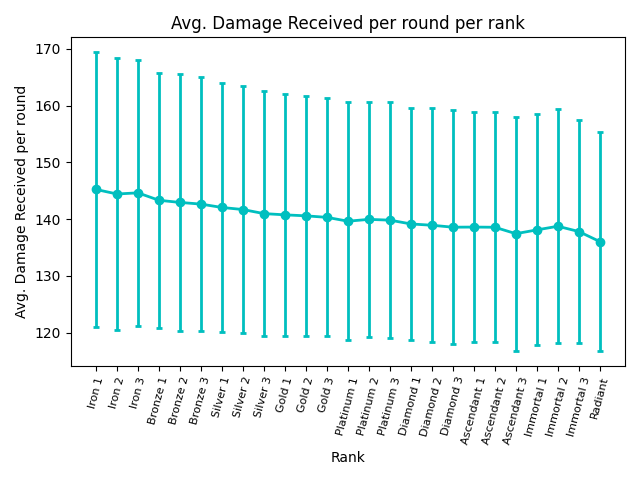 Avg. Damage Received per round per rank
Avg. Damage Received per round
170
160
150
140
130
120
Iron 1
Iron 2
Iron 3
Bronze 1
Bronze 2
Bronze 3
Silver 1
Silver 2
Silver 3
Gold 1
Gold 2
Gold 3
Platinum 1
Platinum 2
Platinum 3
Diamond 1
Diamond 2
Diamond 3
Ascendant 1
Ascendant 2
Ascendant 3
Immortal 1
Immortal 2
Immortal 3
Radiant
Rank